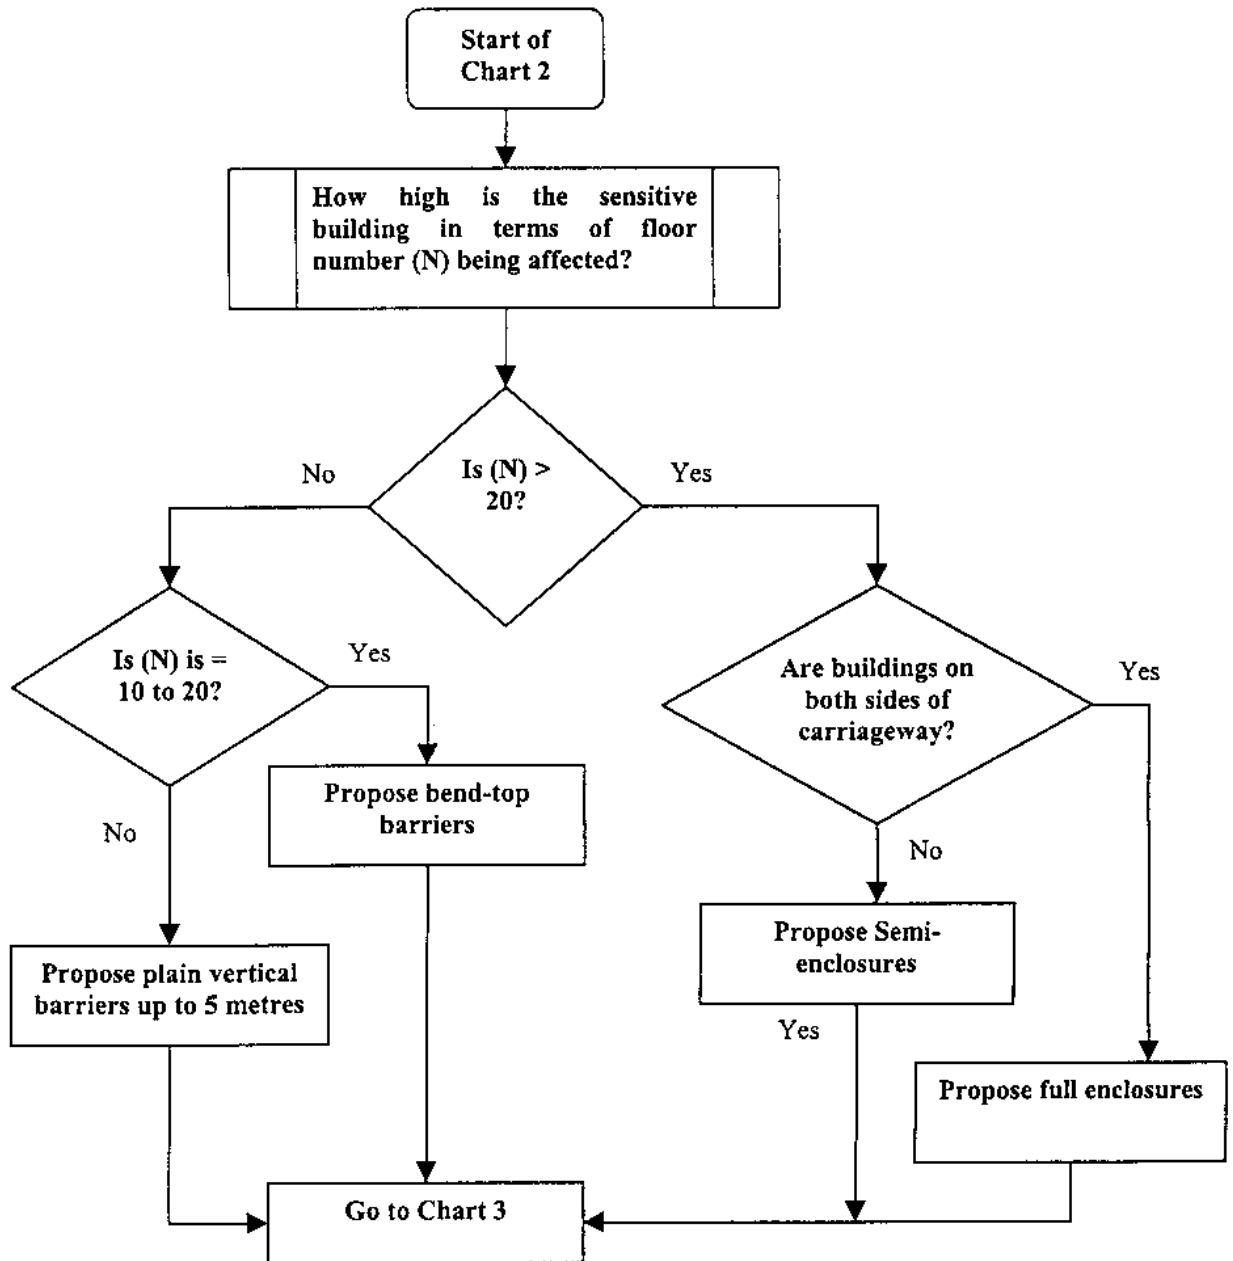 Start of
Chart 2
How high is the sensitive
building in terms of floor
number (N) being affected?
Is (N) >
20?
No
Yes
Is (N) is =
10 to 20?
Yes
No
Are buildings on
both sides of
carriageway?
Yes
No
Propose bend-top
barriers
Propose plain vertical
barriers up to 5 metres
Propose Semi-
enclosures
Yes
Propose full enclosures
Go to Chart 3